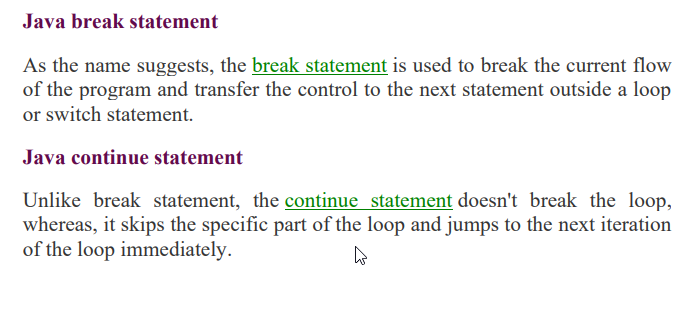 Java break statement
As the name suggests, the break statement is used to break the current flow
of the program and transfer the control to the next statement outside a loop
or switch statement.
Java continue statement
Unlike break statement, the continue statement doesn't break the loop,
whereas, it skips the specific part of the loop and jumps to the next iteration
of the loop immediately.